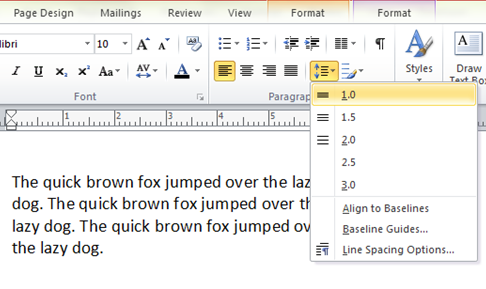 Page Design Mailings Review View Format Format
libri 10 A A
I U X₂ X² Aa AV A
Styles
Draw
Text Box
Font Paragrap
1 2 3 4 5
1.0
1.5
2.0
2.5
3.0
Align to Baselines
Baseline Guides...
Line Spacing Options...
The quick brown fox jumped over the laz
dog. The quick brown fox jumped over th
lazy dog. The quick brown fox jumped ov
the lazy dog.